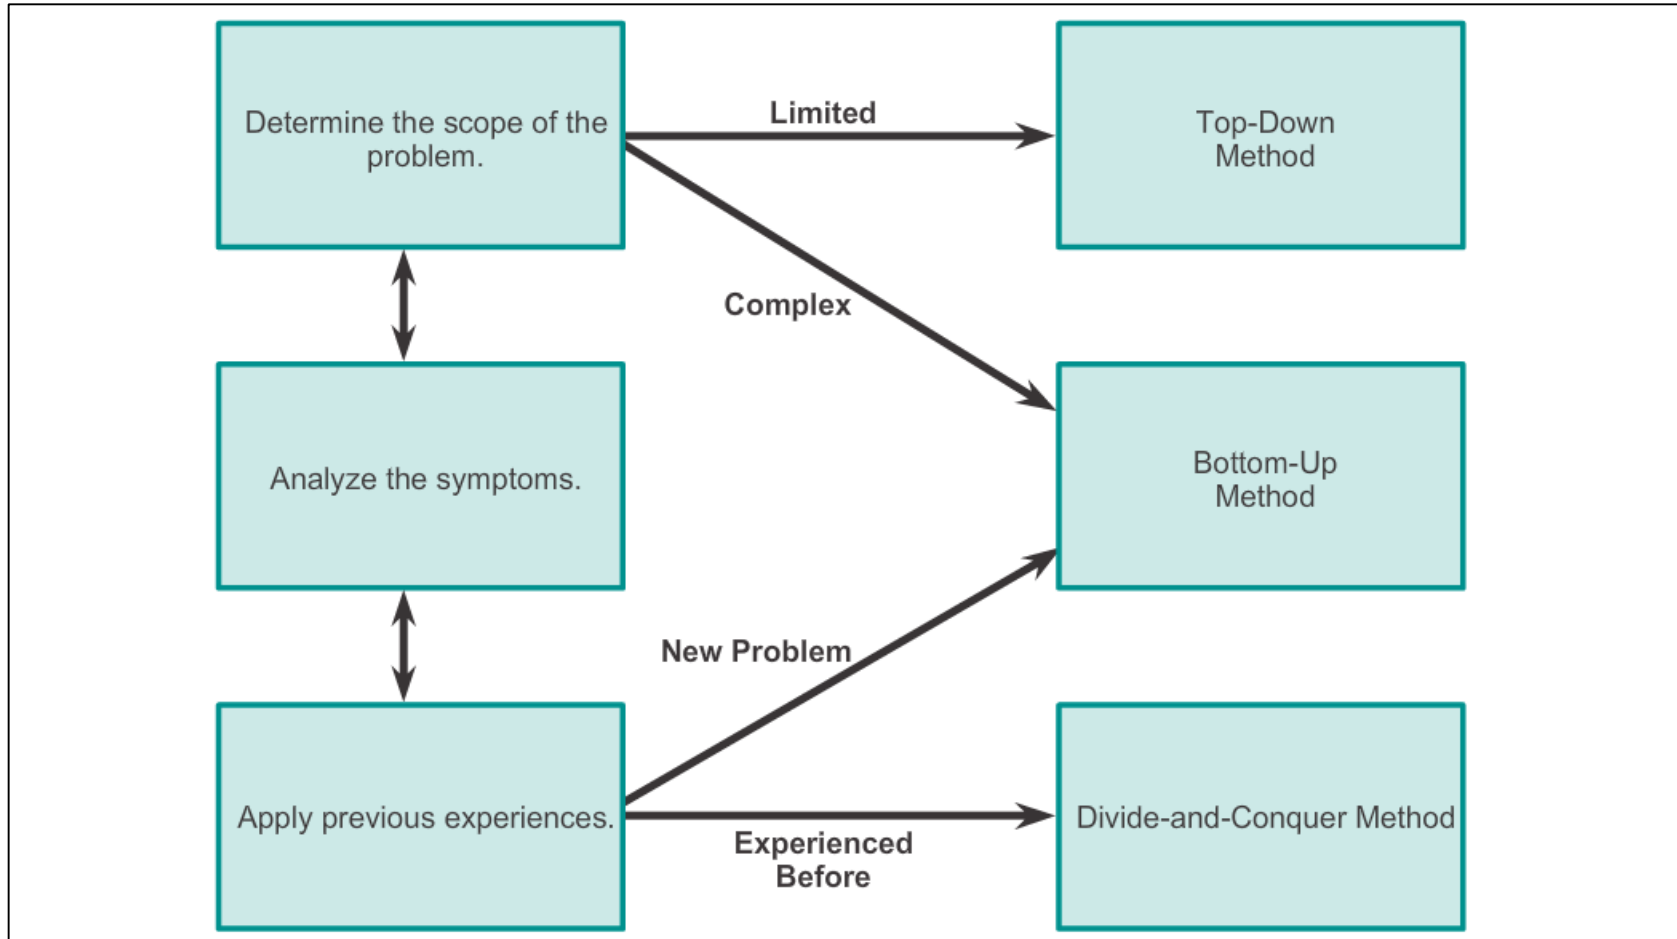 Determine the scope of the
problem.
Limited
Top-Down
Method
Complex
Analyze the symptoms.
Bottom-Up
Method
New Problem
Apply previous experiences.
Experienced
Before
Divide-and-Conquer Method